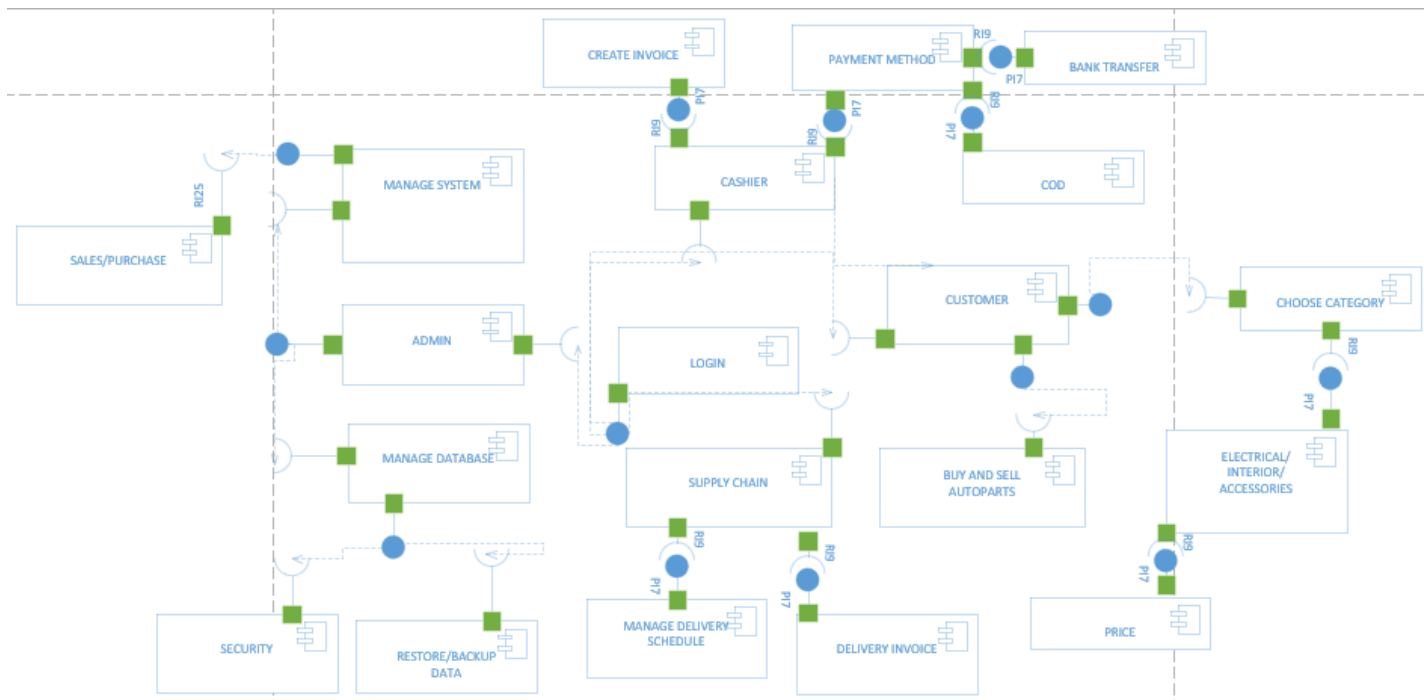 CREATE INVOICE
PAYMENT METHOD
RI9
PI7
BANK TRANSFER
PI7
RI9
PI7
RI9
RI9
PI7
CASHIER
COD
MANAGE SYSTEM
RI25
SALES/PURCHASE
CUSTOMER
CHOOSE CATEGORY
ADMIN
LOGIN
RI9
PI7
MANAGE DATABASE
SUPPLY CHAIN
BUY AND SELL
AUTOPARTS
ELECTRICAL/
INTERIOR/
ACCESSORIES
RI9
PI7
RI9
PI7
RI9
PI7
SECURITY
RESTORE/BACKUP
DATA
MANAGE DELIVERY
SCHEDULE
DELIVERY INVOICE
PRICE